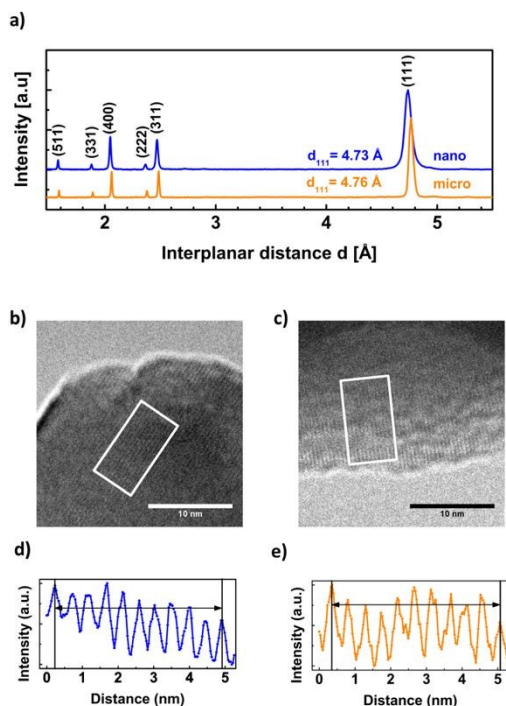 a)
Intensity [a.u]
(511)
(331)
(400)
(222)
(311)
(111)
d111 = 4.73 Å nano
d111 = 4.76 Å micro
2 3 4 5
Interplanar distance d [Å]
b)
c)
10 nm
10 nm
d)
e)
Intensity (a.u.)
0 1 2 3 4 5
Distance (nm)
Intensity (a.u.)
0 1 2 3 4 5
Distance (nm)